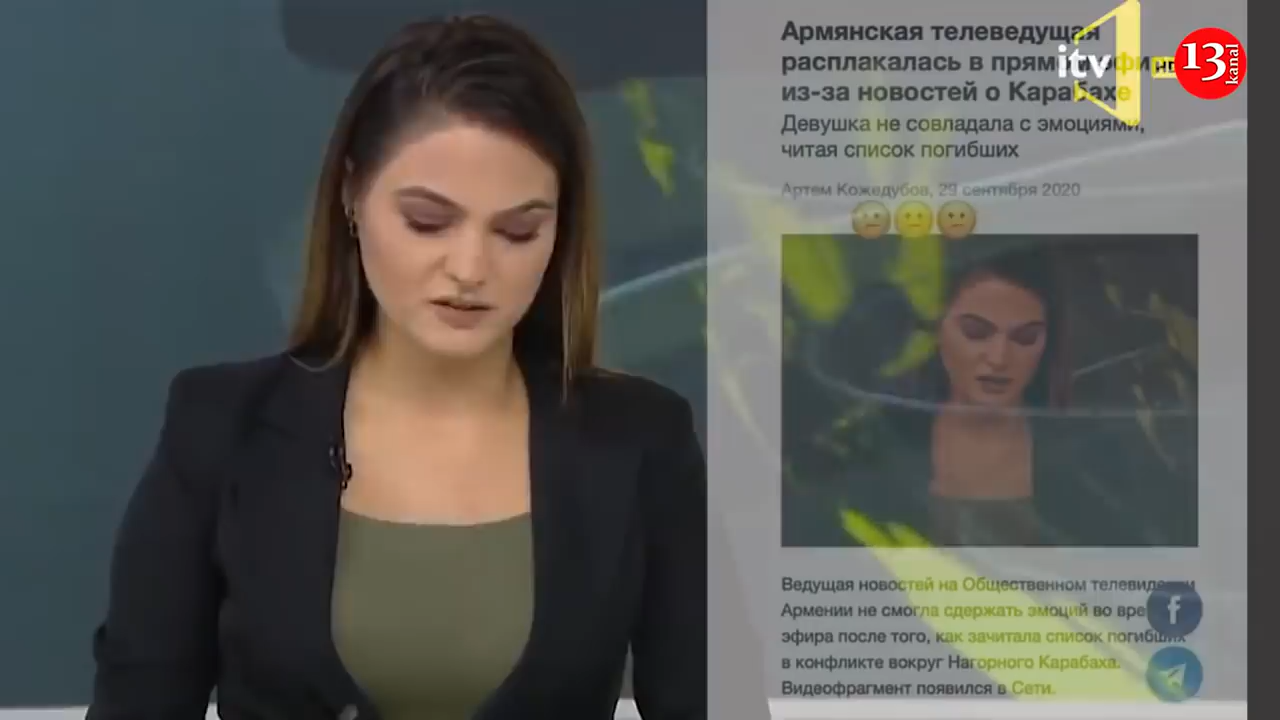 Армянская телеведущая
расплакалась в прямом эфире
из-за новостей о Карабахе
Девушка не совладала с эмоциями,
читая список погибших
Артем Кожедубов, 29 сентября 2020
itv
13
kanal
Ведущая новостей на Общественном телевидении
Армении не смогла сдержать эмоций во время
эфира после того, как зачитала список погибших
в конфликте вокруг Нагорного Карабаха.
Видеофрагмент появился в Сети.